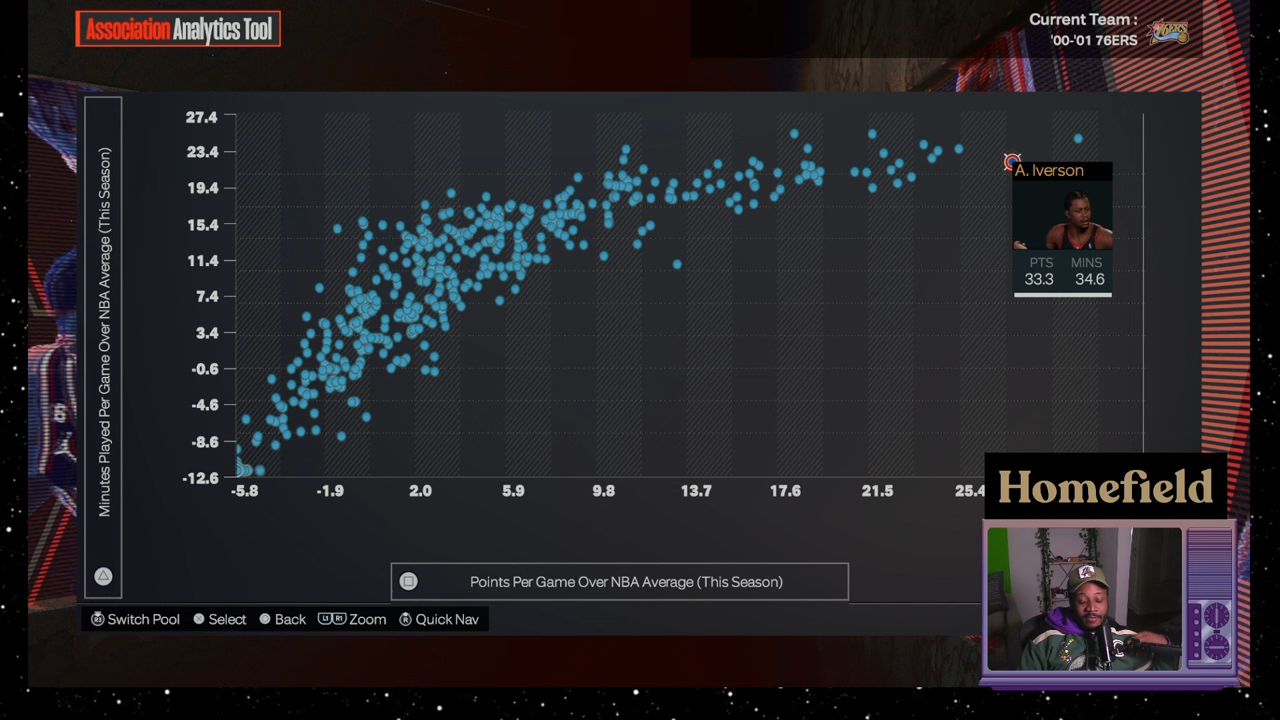 Association Analytics Tool
Current Team :
'00-'01 76ERS
76ERS
Minutes Played Per Game Over NBA Average (This Season)
27.4
23.4
19.4
15.4
11.4
7.4
3.4
-0.6
-4.6
-8.6
-12.6
-5.8
-1.9
2.0
5.9
9.8
13.7
17.6
21.5
25.4
A. Iverson
PTS MINS
33.3 34.6
Points Per Game Over NBA Average (This Season)
R3 Switch Pool
Select
Back
L1 R1 Zoom
R Quick Nav
Homefield